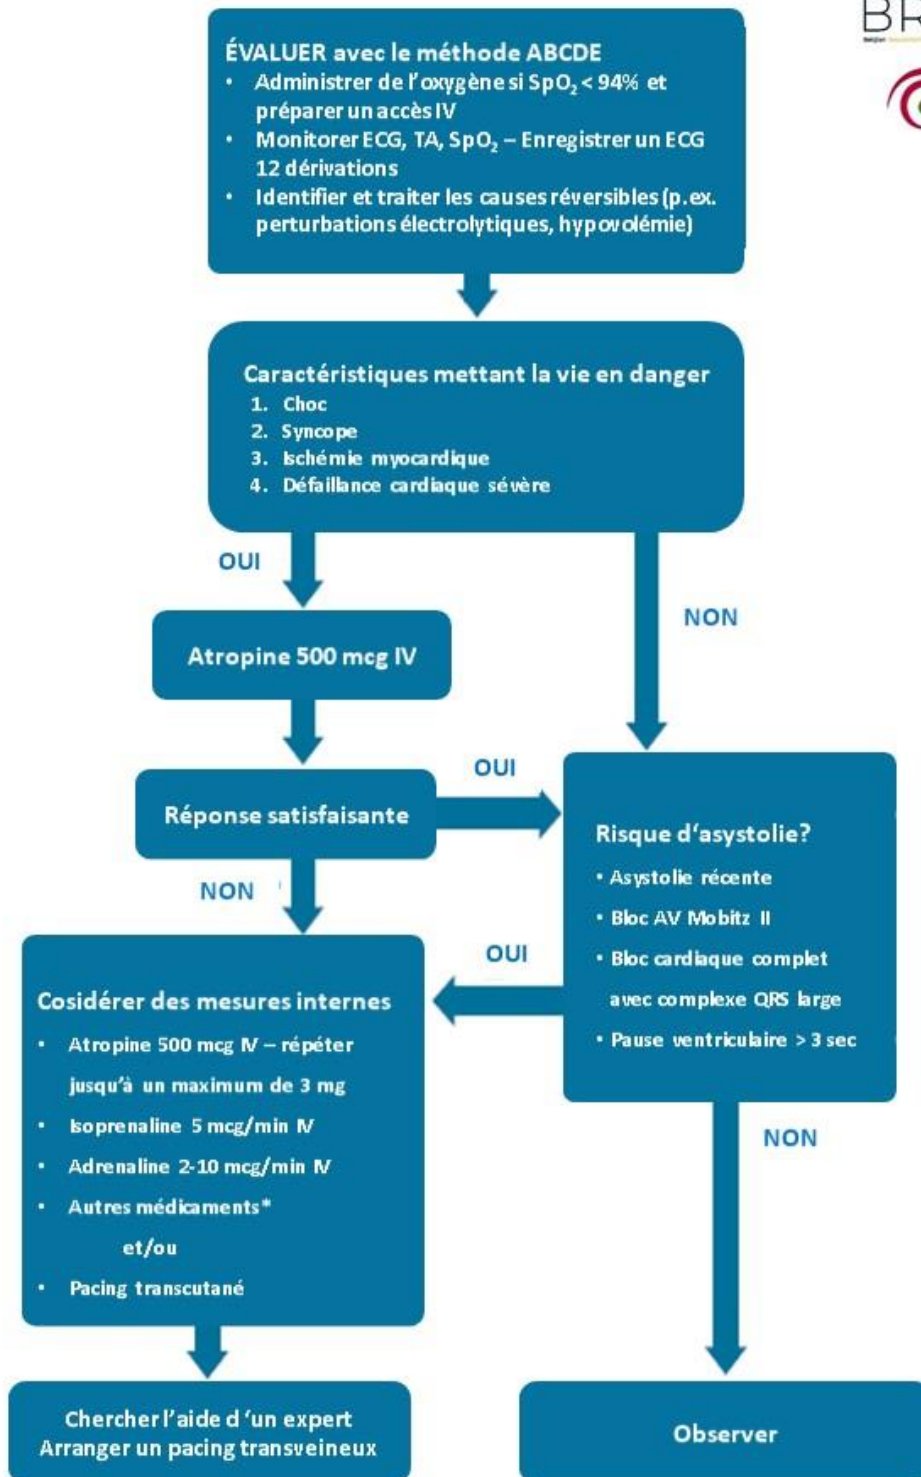 BR
ÉVALUER avec le méthode ABCDE
• Administrer de l'oxygène si SpO₂ < 94% et
préparer un accès IV
• Monitorer ECG, TA, SpO₂ – Enregistrer un ECG
12 dérivations
• Identifier et traiter les causes réversibles (p.ex.
perturbations électrolytiques, hypovolémie)
Caractéristiques mettant la vie en danger
1. Choc
2. Syncope
3. Ischémie myocardique
4. Défaillance cardiaque sévère
OUI
NON
Atropine 500 mcg IV
Réponse satisfaisante
OUI
NON
Risque d'asystolie?
• Asystolie récente
• Bloc AV Mobitz II
• Bloc cardiaque complet
avec complexe QRS large
• Pause ventriculaire > 3 sec
OUI
NON
Cosidérer des mesures internes
• Atropine 500 mcg IV – répéter
jusqu'à un maximum de 3 mg
• Isoprenaline 5 mcg/min IV
• Adrenaline 2-10 mcg/min IV
• Autres médicaments*
et/ou
• Pacing transcutané
Chercher l'aide d'un expert
Arranger un pacing transveineux
Observer